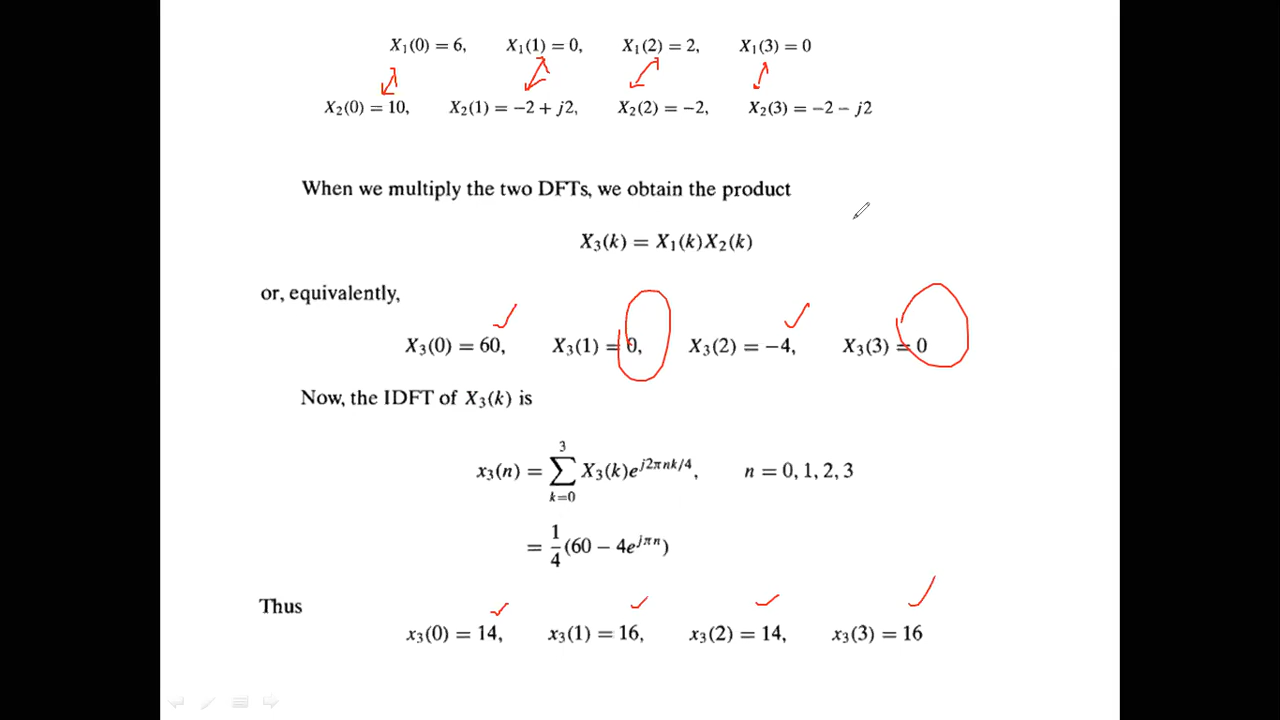 X₁(0) = 6, X₁(1) = 0, X₁(2) = 2, X₁(3) = 0
X₂(0) = 10, X₂(1) = −2 + j2, X₂(2) = −2, X₂(3) = −2 − j2
When we multiply the two DFTs, we obtain the product
X₃(k) = X₁(k)X₂(k)
or, equivalently,
X₃(0) = 60, X₃(1) = 0, X₃(2) = −4, X₃(3) = 0
Now, the IDFT of X₃(k) is
x₃(n) = ∑_{k=0}^{3} X₃(k)e^{j2πnk/4}, n = 0, 1, 2, 3
= 1/4(60 − 4e^{jπn})
Thus
x₃(0) = 14, x₃(1) = 16, x₃(2) = 14, x₃(3) = 16